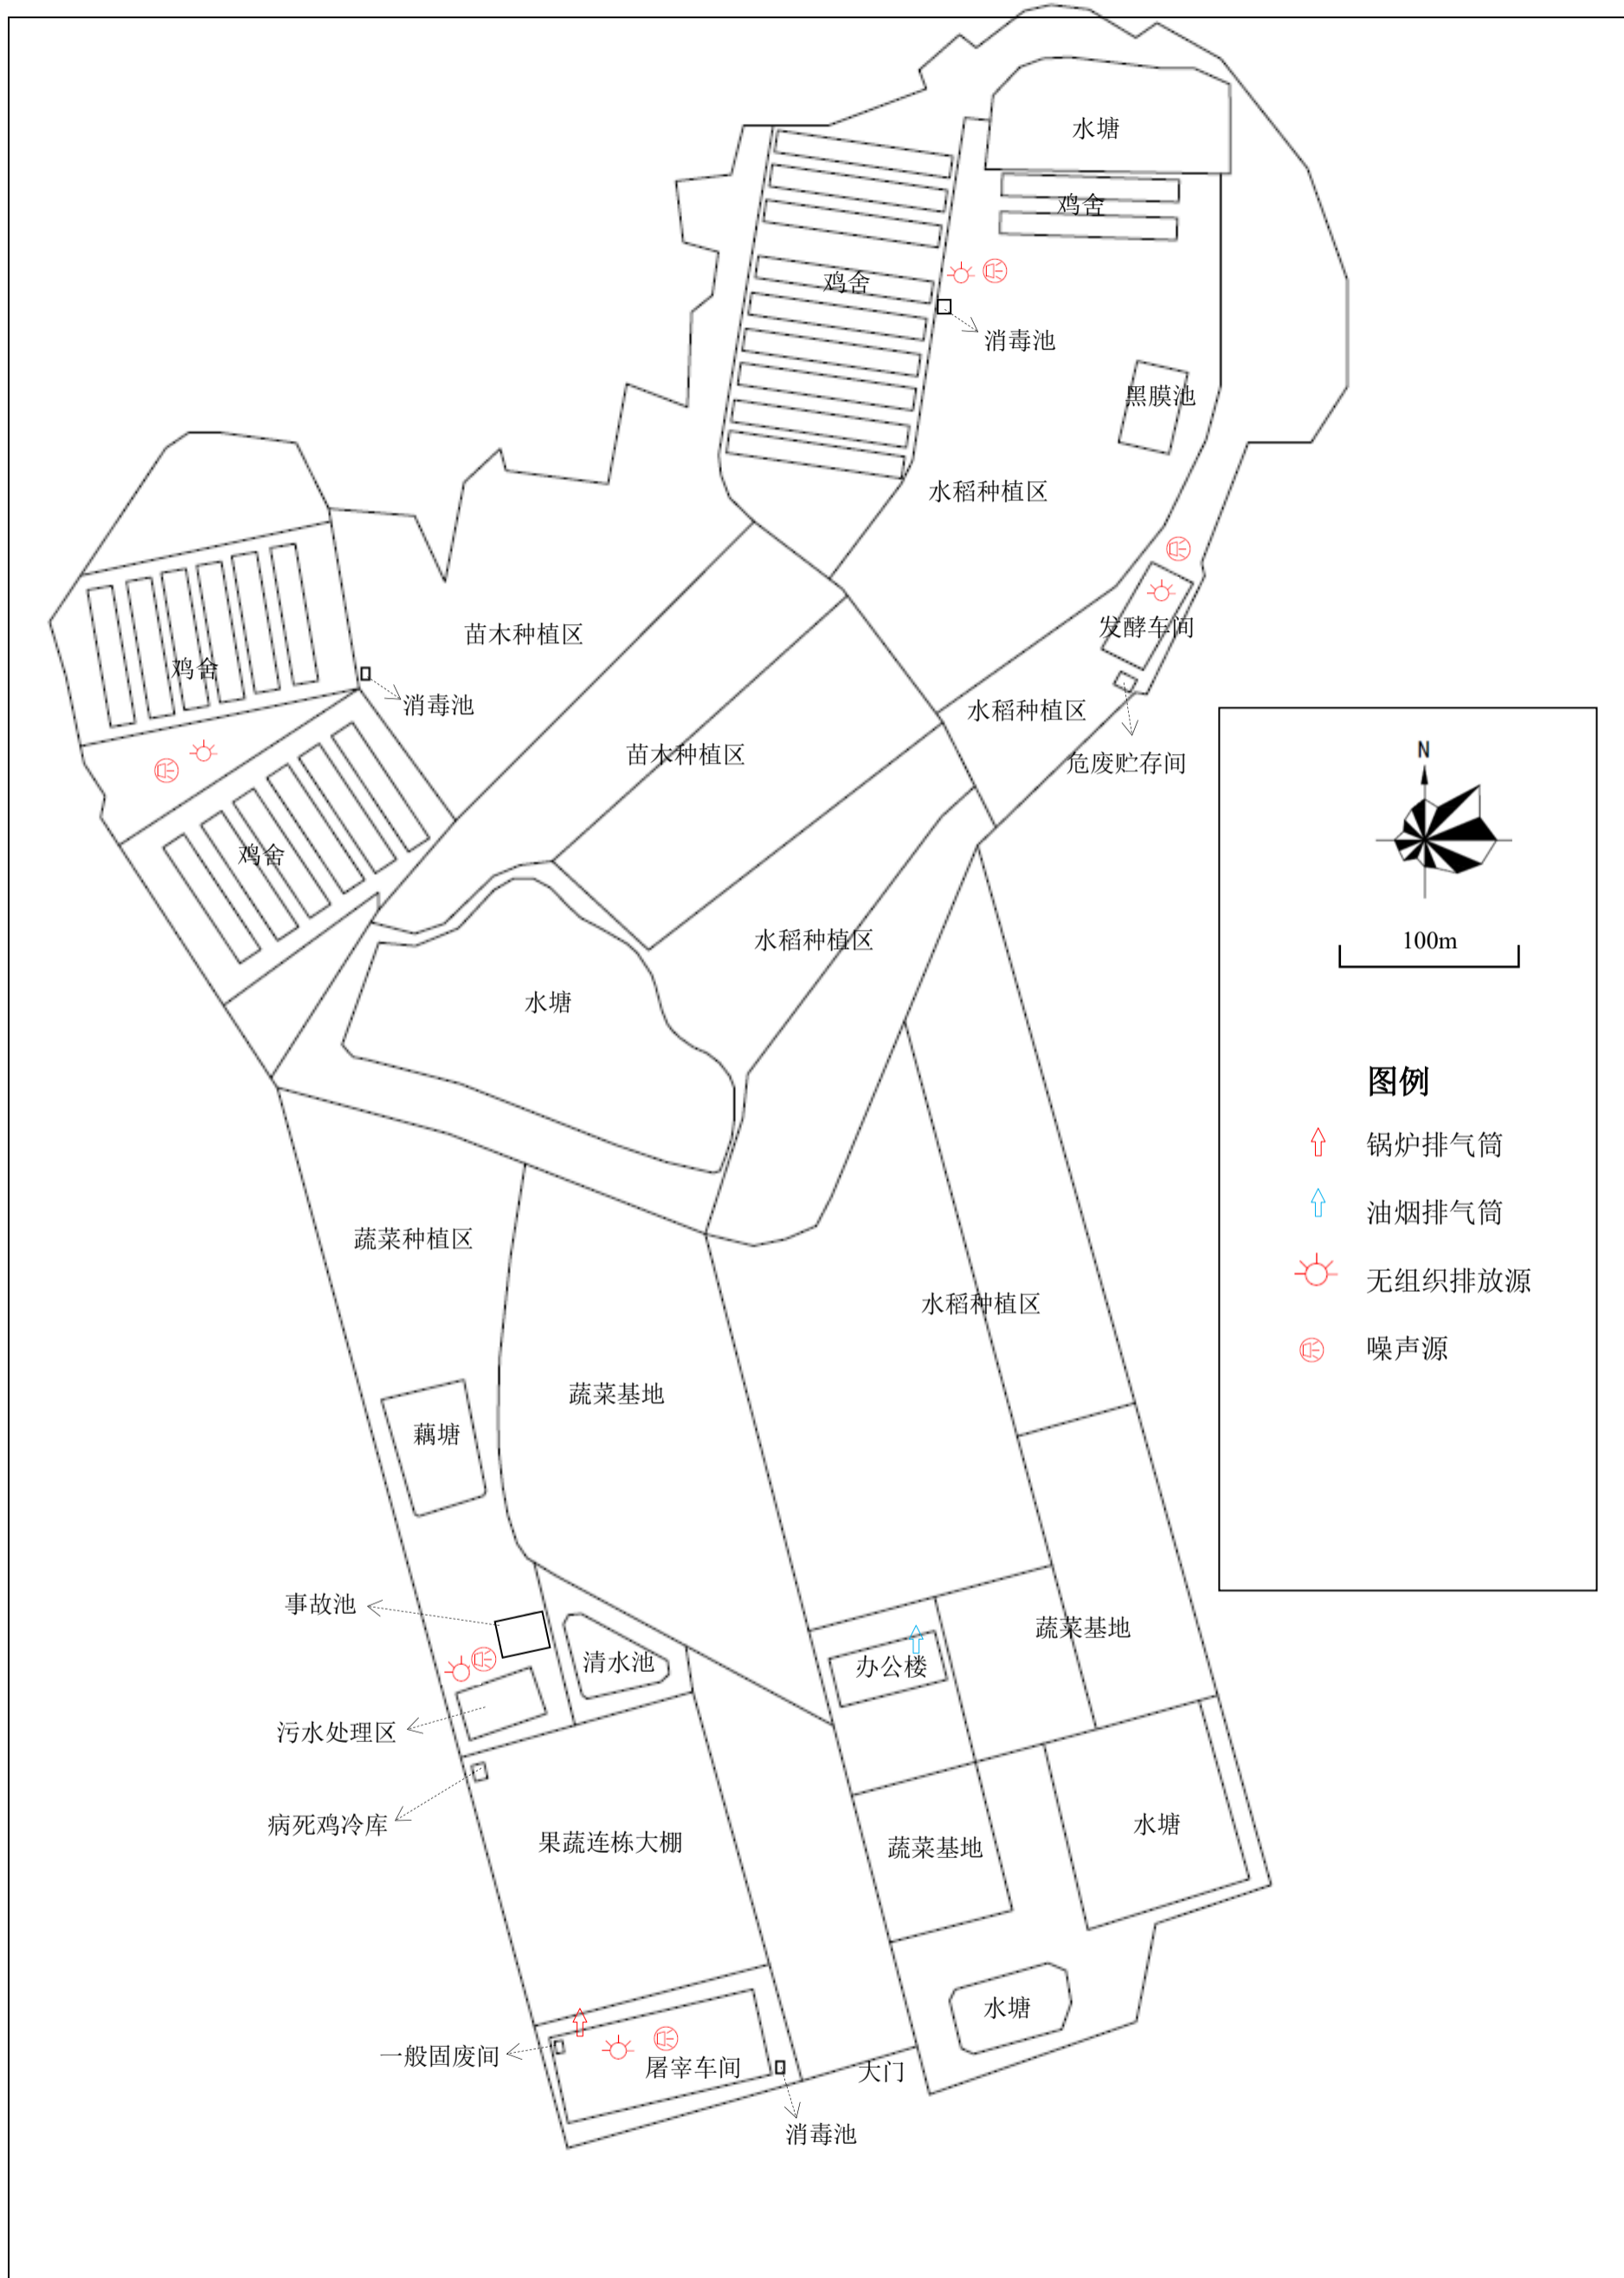 水塘
鸡舍
鸡舍
消毒池
黑膜池
水稻种植区
发酵车间
苗木种植区
鸡舍
消毒池
水稻种植区
苗木种植区
危废贮存间
N
鸡舍
水稻种植区
100m
水塘
图例
锅炉排气筒
油烟排气筒
无组织排放源
噪声源
蔬菜种植区
水稻种植区
蔬菜基地
藕塘
事故池
蔬菜基地
清水池
办公楼
污水处理区
病死鸡冷库
水塘
果蔬连栋大棚
蔬菜基地
水塘
一般固废间
屠宰车间
大门
消毒池